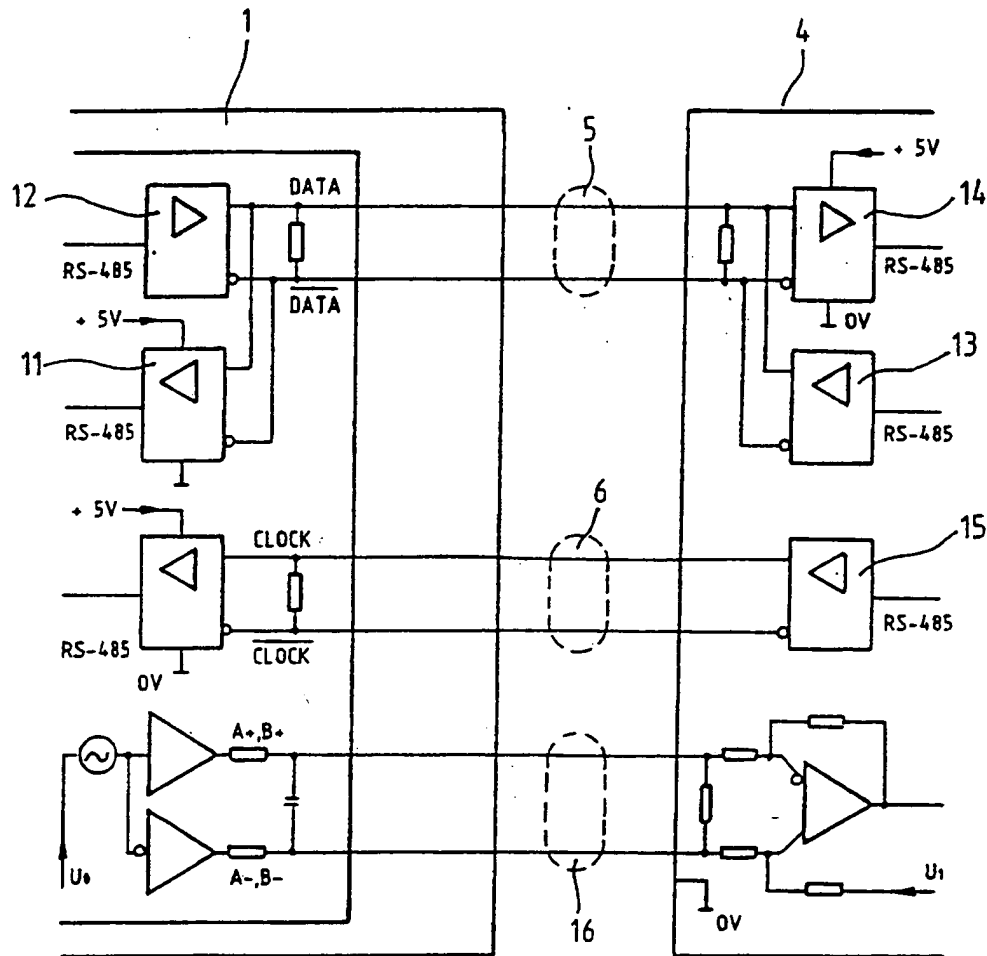 1
4
5
+ 5V
12
DATA
14
RS-485
RS-485
DATA
+ 5V
0V
11
13
RS-485
RS-485
+ 5V
6
CLOCK
15
RS-485
RS-485
CLOCK
0V
A+,B+
U₀
A-,B-
U₁
16
0V